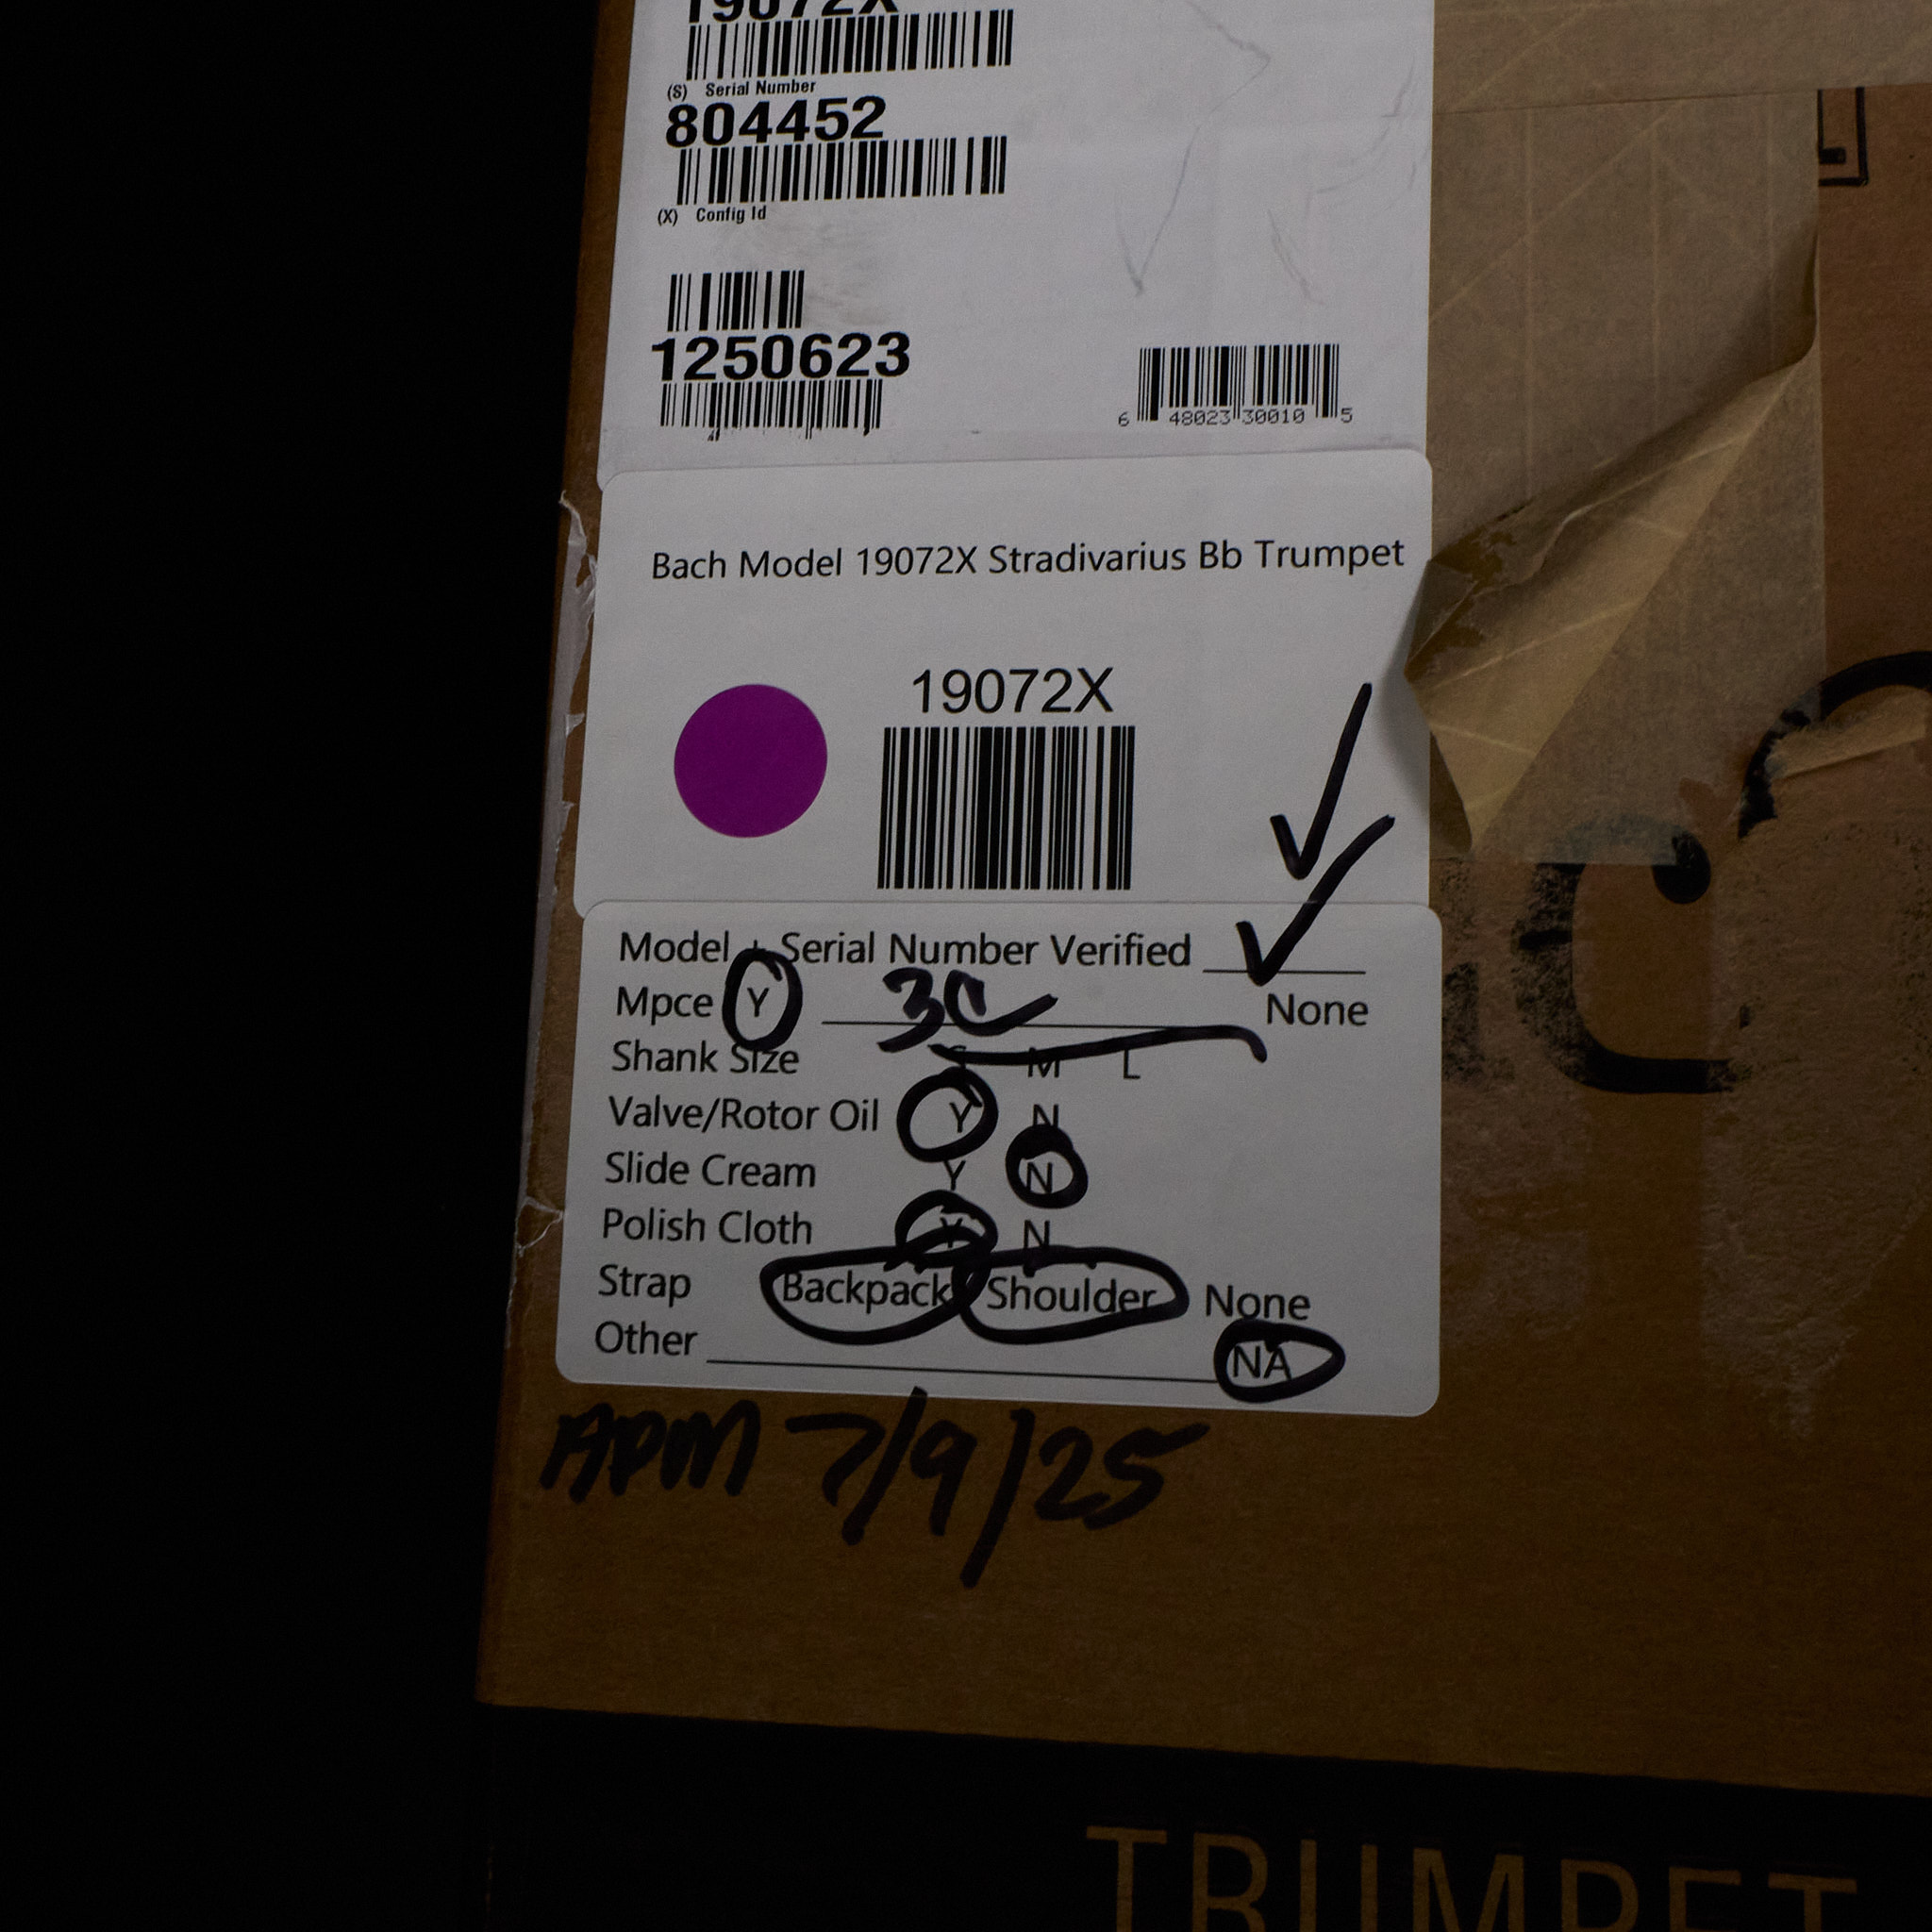 19072X
(S) Serial Number
804452
(X) Config Id
1250623
6 48023 30010 5
Bach Model 19072X Stradivarius Bb Trumpet
19072X
Model + Serial Number Verified
Mpce Y 3C None
Shank Size S M L
Valve/Rotor Oil Y N
Slide Cream Y N
Polish Cloth Y N
Strap Backpack Shoulder None
Other NA
APM 7/9/25
TRUMPET